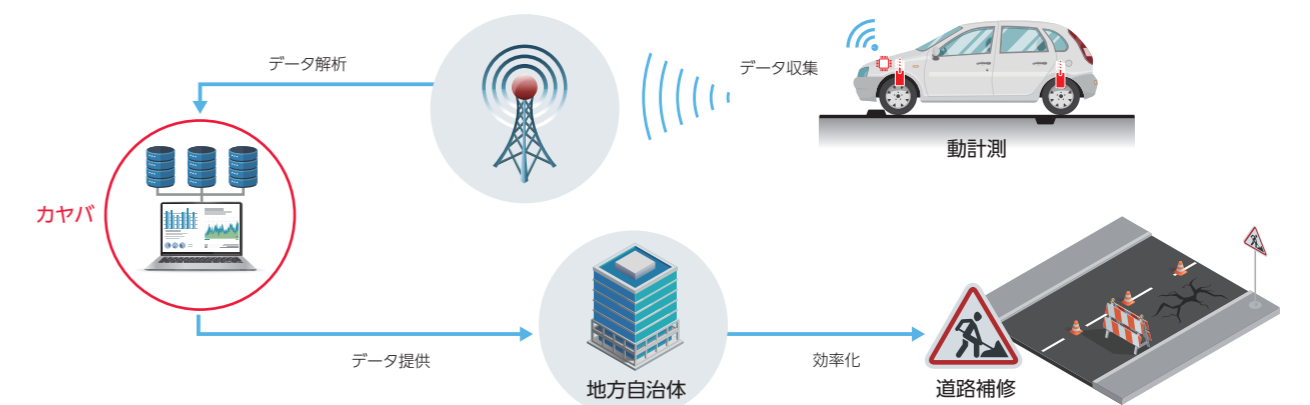 データ解析
データ収集
動計測
カヤバ
データ提供
地方自治体
効率化
道路補修